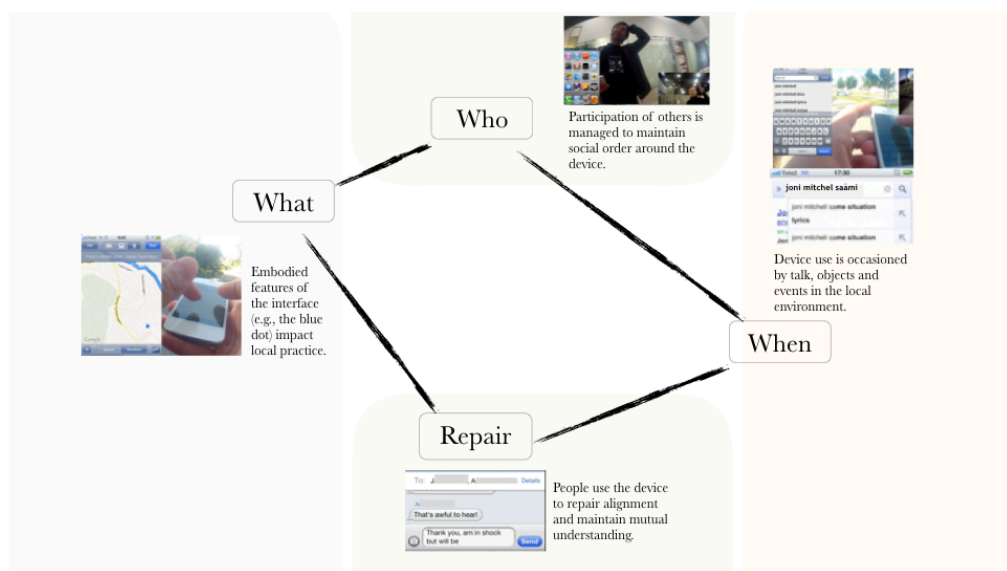 Who
Participation of others is
managed to maintain
social order around the
device.
What
Embodied
features of
the interface
(e.g., the blue
dot) impact
local practice.
17:30
joni mitchel saami
joni mitchell same situation
lyrics
joni mitchell same situation
Device use is occasioned
by talk, objects and
events in the local
environment.
When
Repair
To: J A Details
That's awful to hear!
Thank you, am in shock
but will be
Send
People use the device
to repair alignment
and maintain mutual
understanding.